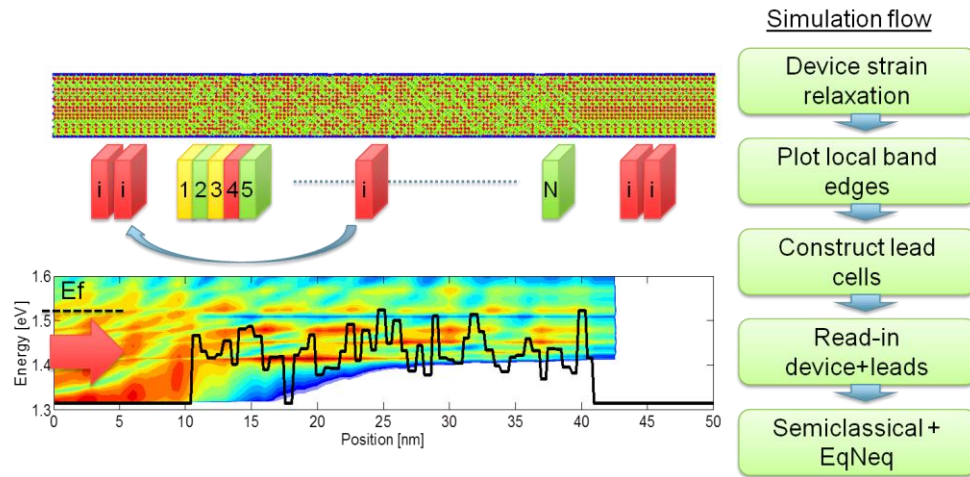 Simulation flow
Device strain
relaxation
Plot local band
edges
Construct lead
cells
Read-in
device+leads
Semiclassical +
EqNeq
i i 1 2 3 4 5 i N i i
1.6
Ef
1.5
1.4
1.3
Energy [eV]
0 5 10 15 20 25 30 35 40 45 50
Position [nm]